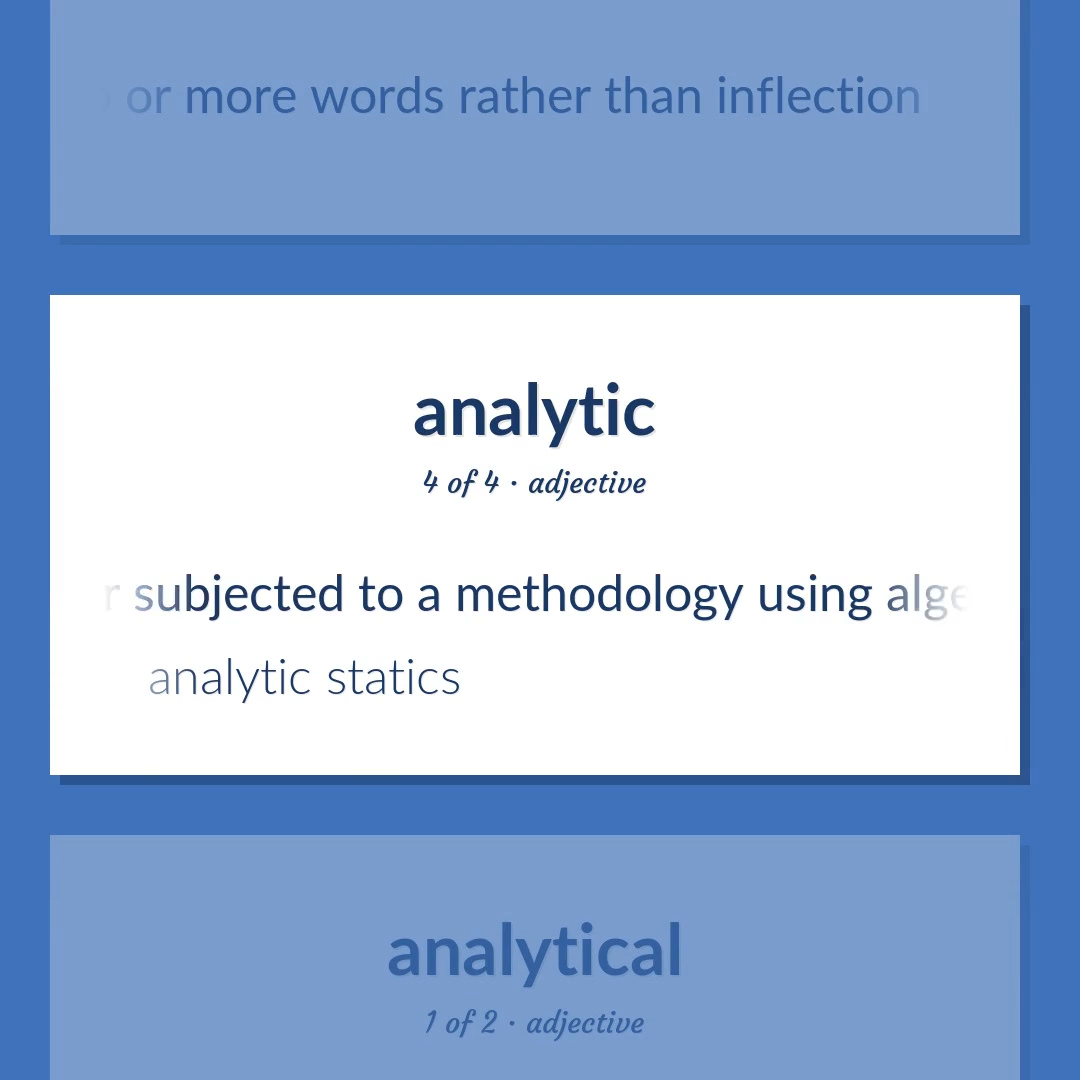 or more words rather than inflection
analytic
4 of 4 · adjective
subjected to a methodology using
analytic statics
analytical
1 of 2 · adjective